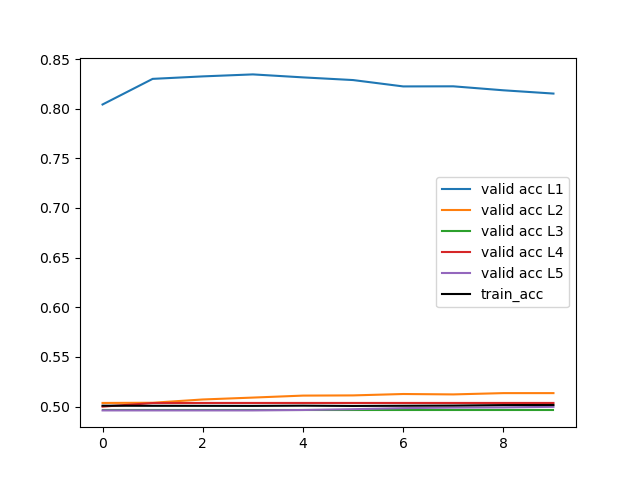 0.85
0.80
0.75
0.70
0.65
0.60
0.55
0.50
0 2 4 6 8
valid acc L1
valid acc L2
valid acc L3
valid acc L4
valid acc L5
train_acc